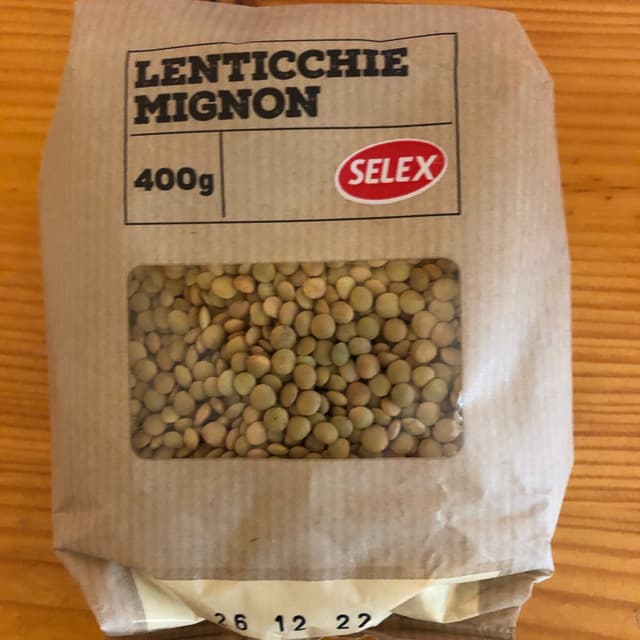 LENTICCHIE
MIGNON
400g
SELEX
26 12 22